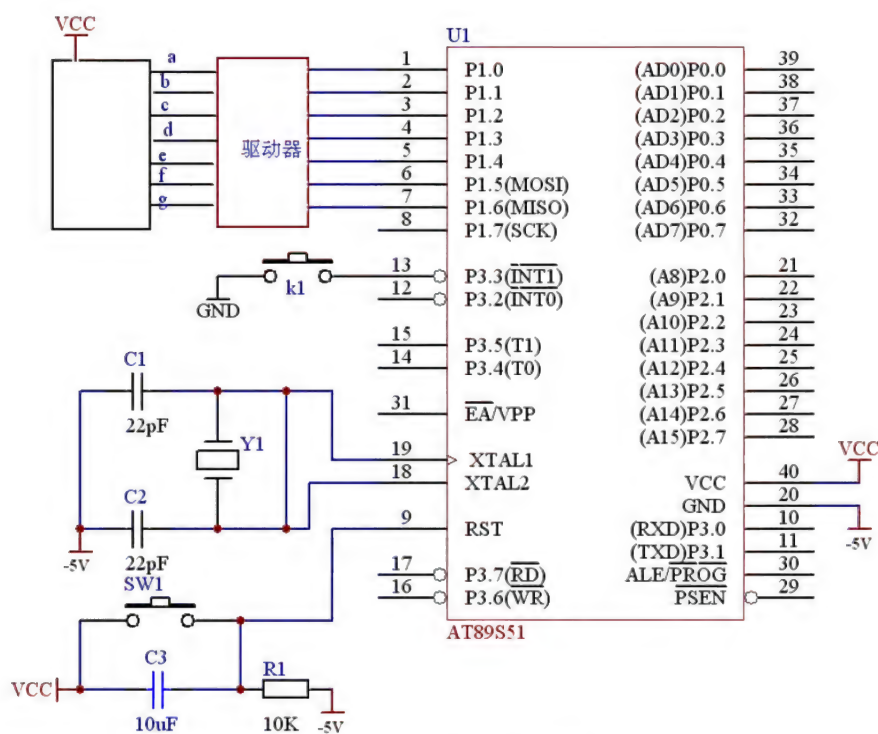 VCC
a
b
c
d
e
f
g
驱动器
U1
1 P1.0
2 P1.1
3 P1.2
4 P1.3
5 P1.4
6 P1.5(MOSI)
7 P1.6(MISO)
8 P1.7(SCK)
13 P3.3(INT1)
12 P3.2(INT0)
15 P3.5(T1)
14 P3.4(T0)
31 EA/VPP
19 XTAL1
18 XTAL2
9 RST
17 P3.7(RD)
16 P3.6(WR)
(AD0)P0.0 39
(AD1)P0.1 38
(AD2)P0.2 37
(AD3)P0.3 36
(AD4)P0.4 35
(AD5)P0.5 34
(AD6)P0.6 33
(AD7)P0.7 32
(A8)P2.0 21
(A9)P2.1 22
(A10)P2.2 23
(A11)P2.3 24
(A12)P2.4 25
(A13)P2.5 26
(A14)P2.6 27
(A15)P2.7 28
VCC 40
GND 20
(RXD)P3.0 10
(TXD)P3.1 11
ALE/PROG 30
PSEN 29
AT89S51
VCC
-5V
k1
GND
C1
22pF
Y1
C2
22pF
-5V
SW1
C3
VCC
10uF
R1
10K
-5V